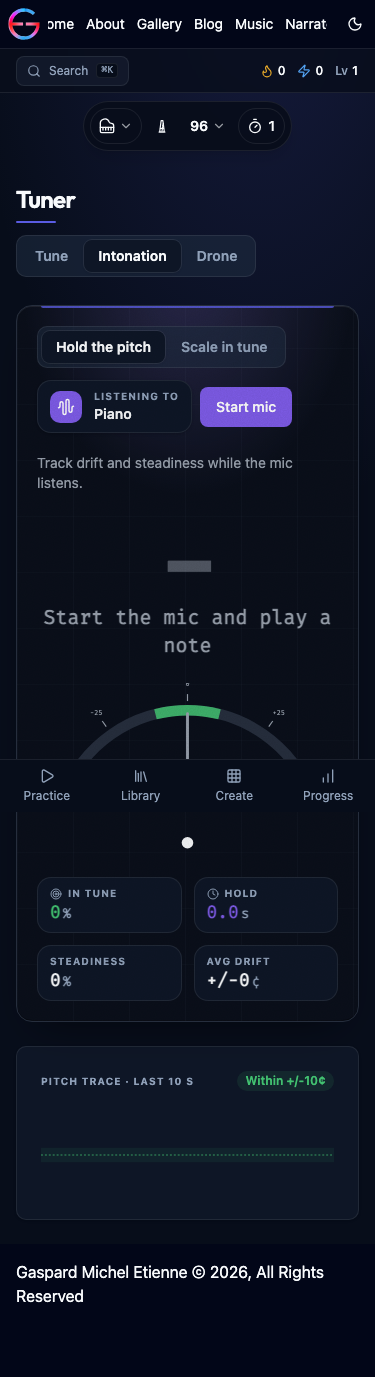 ome About Gallery Blog Music Narrat
Search ⌘K 0 0 Lv 1
96 1
Tuner
Tune Intonation Drone
Hold the pitch Scale in tune
LISTENING TO
Piano
Start mic
Track drift and steadiness while the mic
listens.
Start the mic and play a
note
0
-25 +25
Practice Library Create Progress
IN TUNE
0%
HOLD
0.0s
STEADINESS
0%
AVG DRIFT
+/-0¢
PITCH TRACE · LAST 10 S Within +/-10¢
Gaspard Michel Etienne © 2026, All Rights
Reserved